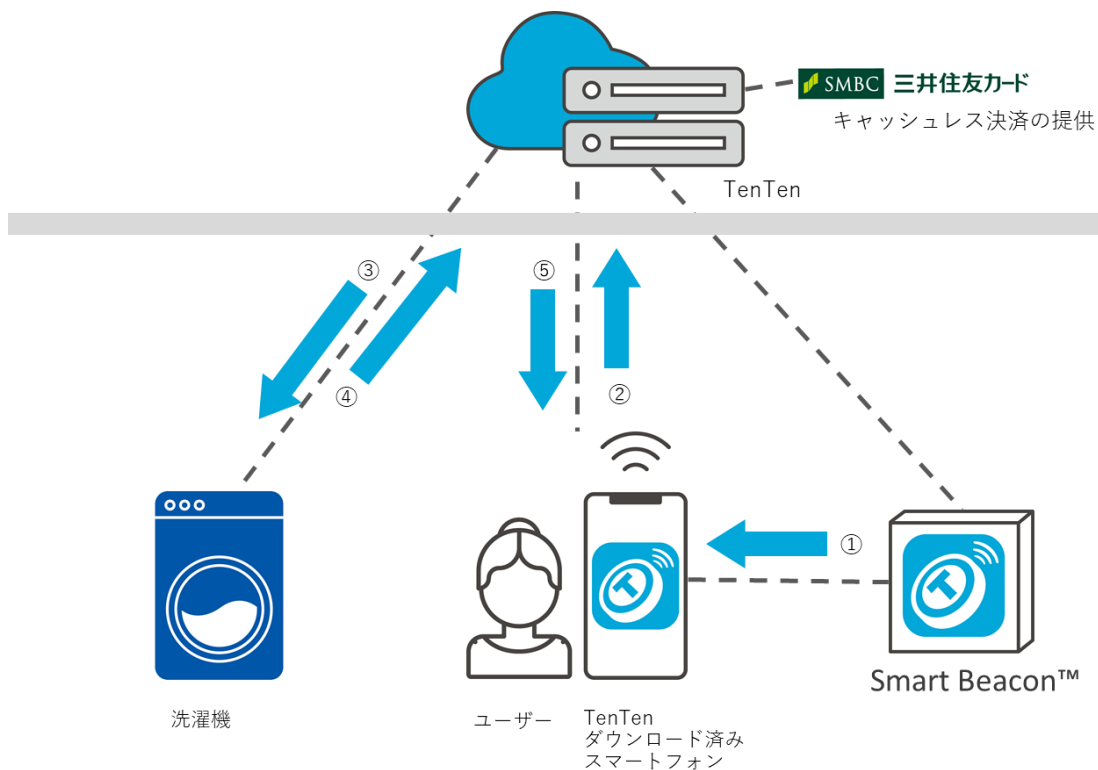 SMBC 三井住友カード
キャッシュレス決済の提供
TenTen
③
⑤
④
②
①
Smart Beacon™
洗濯機
ユーザー
TenTen
ダウンロード済み
スマートフォン